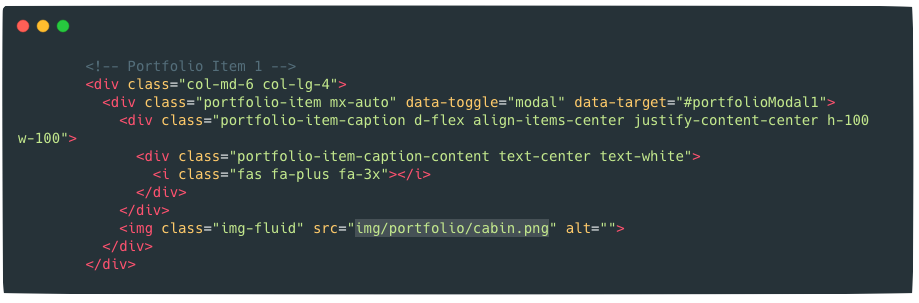 <!-- Portfolio Item 1 -->
<div class="col-md-6 col-lg-4">
<div class="portfolio-item mx-auto" data-toggle="modal" data-target="#portfolioModal1">
<div class="portfolio-item-caption d-flex align-items-center justify-content-center h-100
w-100">
<div class="portfolio-item-caption-content text-center text-white">
<i class="fas fa-plus fa-3x"></i>
</div>
</div>
<img class="img-fluid" src="img/portfolio/cabin.png" alt="">
</div>
</div>